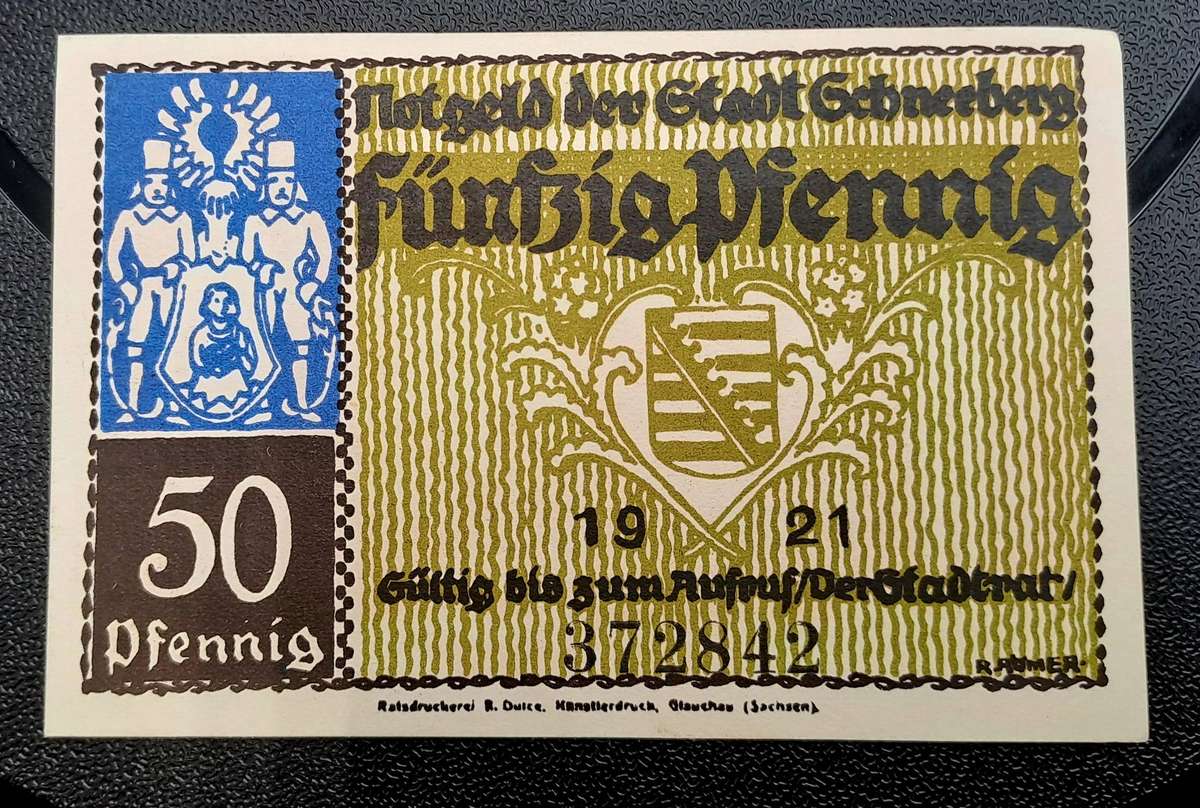 Notgeld der Stadt Schneeberg
Fünfzig Pfennig
50
Pfennig
19 21
Gültig bis zum Aufruf/Der Stadtrat/
372842
R. RÖMER.
Ratsdruckerei R. Dulce, Künstlerdruck, Glauchau (Sachsen).